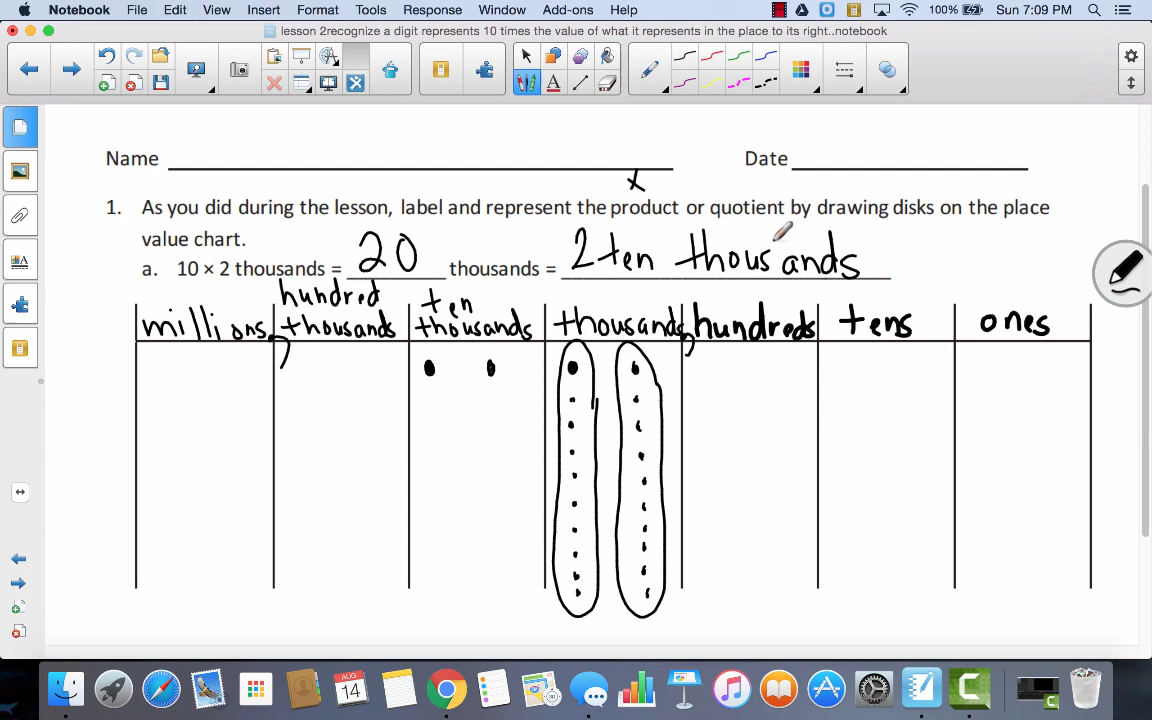 Notebook File Edit View Insert Format Tools Response Window Add-ons Help 100% Sun 7:09 PM
lesson 2recognize a digit represents 10 times the value of what it represents in the place to its right..notebook
Name Date
x
1. As you did during the lesson, label and represent the product or quotient by drawing disks on the place
value chart.
a. 10 × 2 thousands = 20 thousands = 2 ten thousands
millions, hundred thousands ten thousands thousands, hundreds tens ones
AUG
14